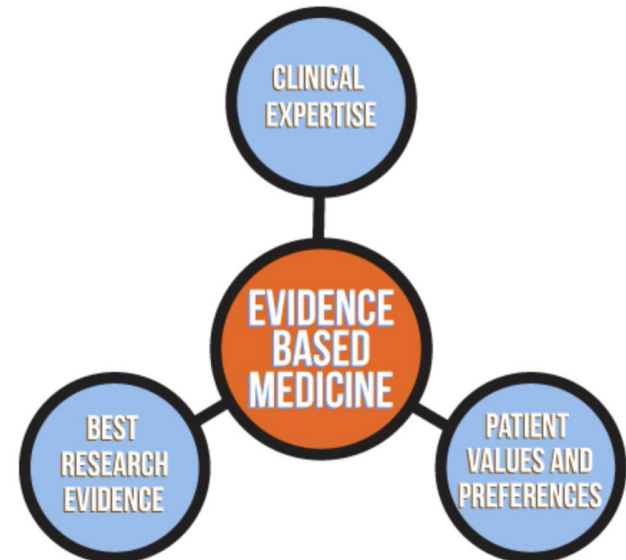 CLINICAL
EXPERTISE
EVIDENCE
BASED
MEDICINE
BEST
RESEARCH
EVIDENCE
PATIENT
VALUES AND
PREFERENCES